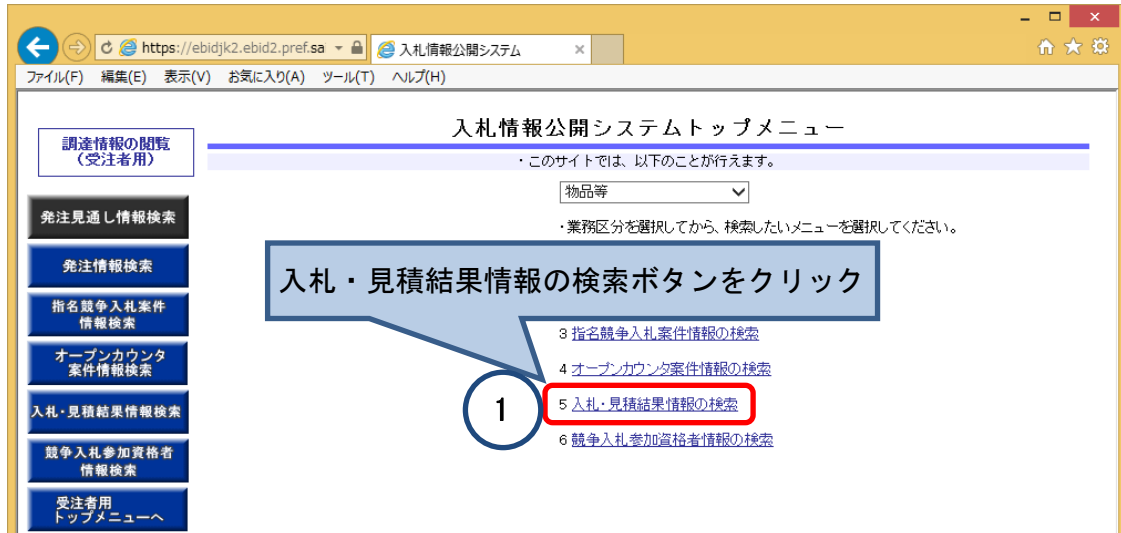 https://ebidjk2.ebid2.pref.sa
入札情報公開システム
ファイル(F) 編集(E) 表示(V) お気に入り(A) ツール(T) ヘルプ(H)
調達情報の閲覧
（受注者用）
発注見通し情報検索
発注情報検索
指名競争入札案件
情報検索
オープンカウンタ
案件情報検索
入札・見積結果情報検索
競争入札参加資格者
情報検索
受注者用
トップメニューへ
入札情報公開システムトップメニュー
・このサイトでは、以下のことが行えます。
物品等
・業務区分を選択してから、検索したいメニューを選択してください。
入札・見積結果情報の検索ボタンをクリック
3 指名競争入札案件情報の検索
4 オープンカウンタ案件情報の検索
1
5 入札・見積結果情報の検索
6 競争入札参加資格者情報の検索